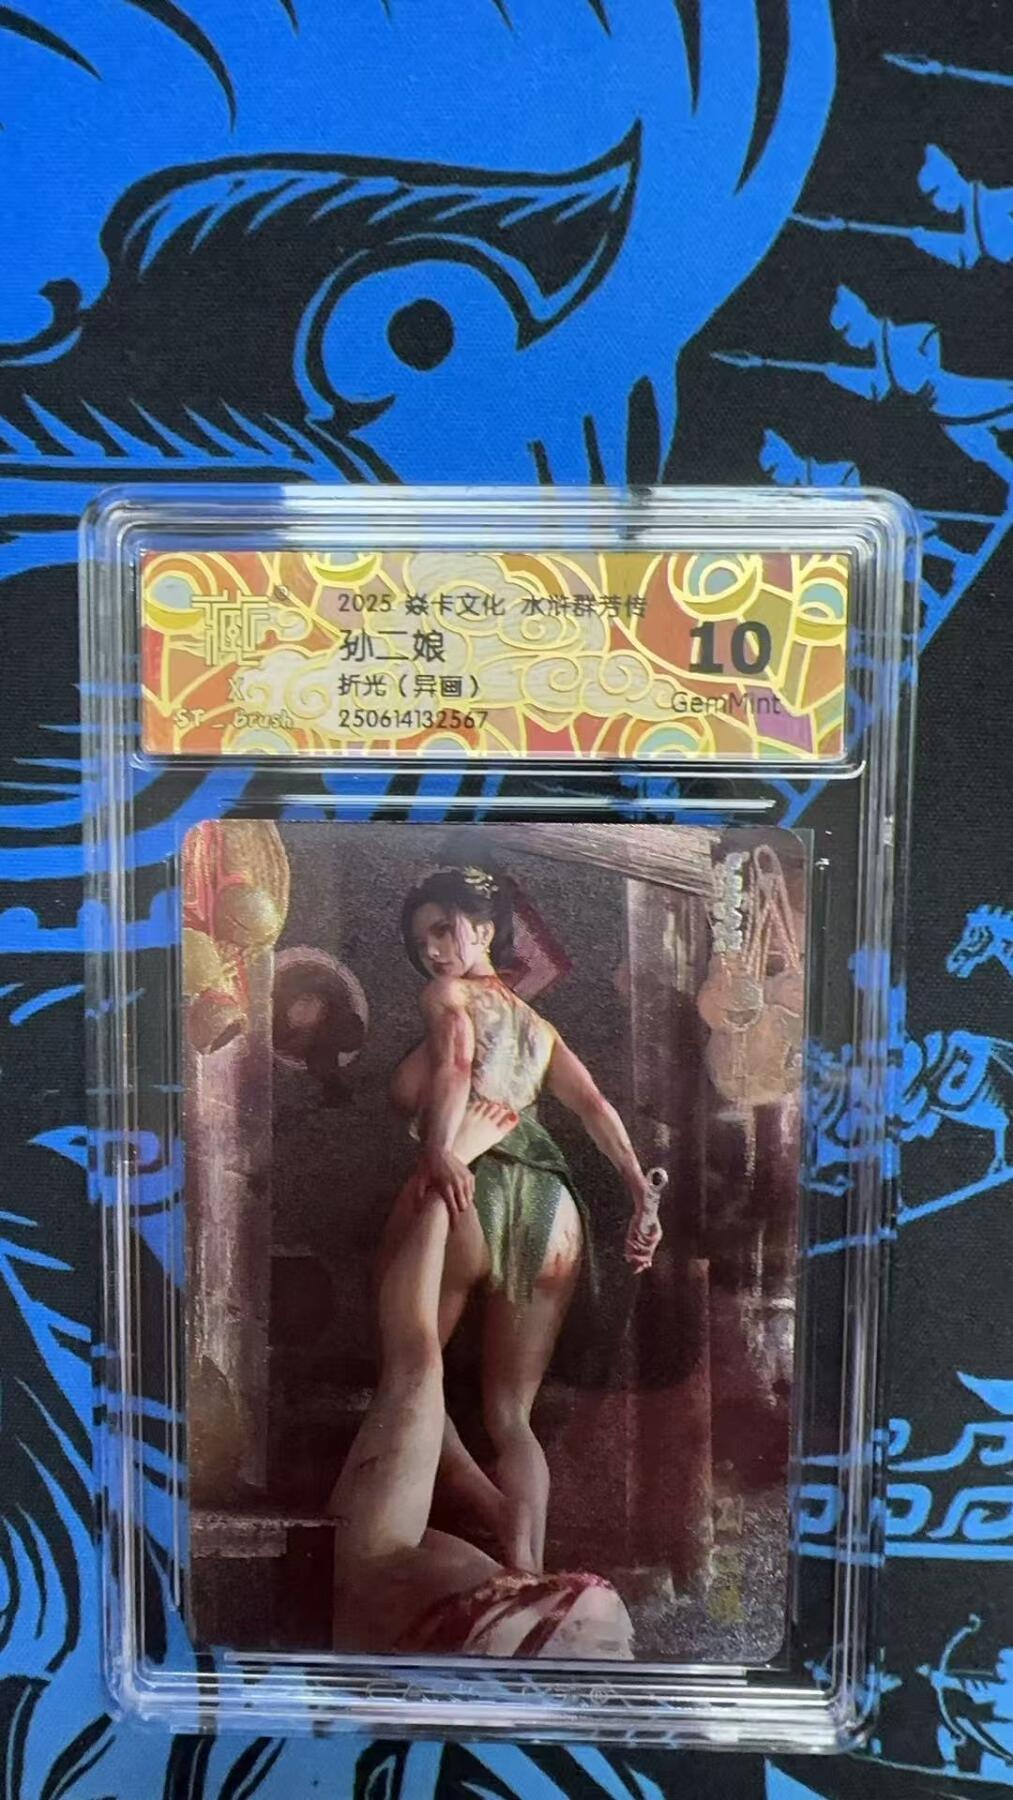 2025 焱卡文化 水浒群芳传
孙二娘
折光（异画）
250614132567
10
GemMint
X
ST_brush